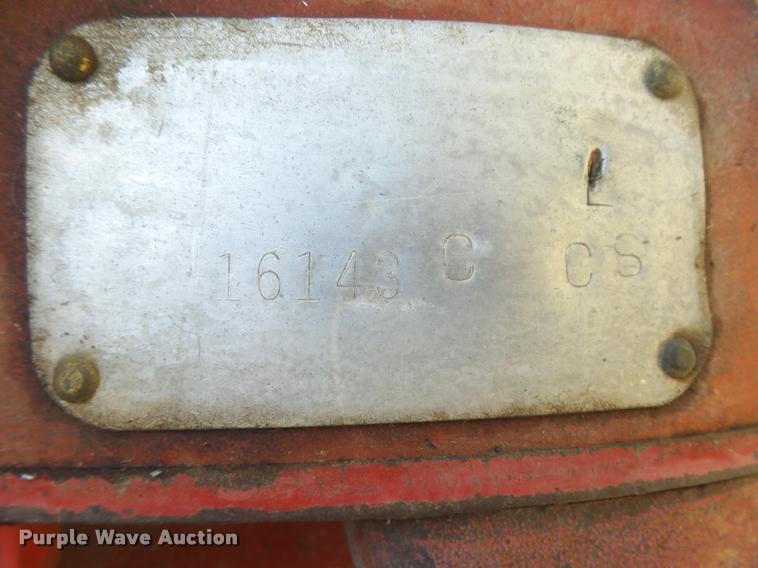 L
16143 C CS
Purple Wave Auction